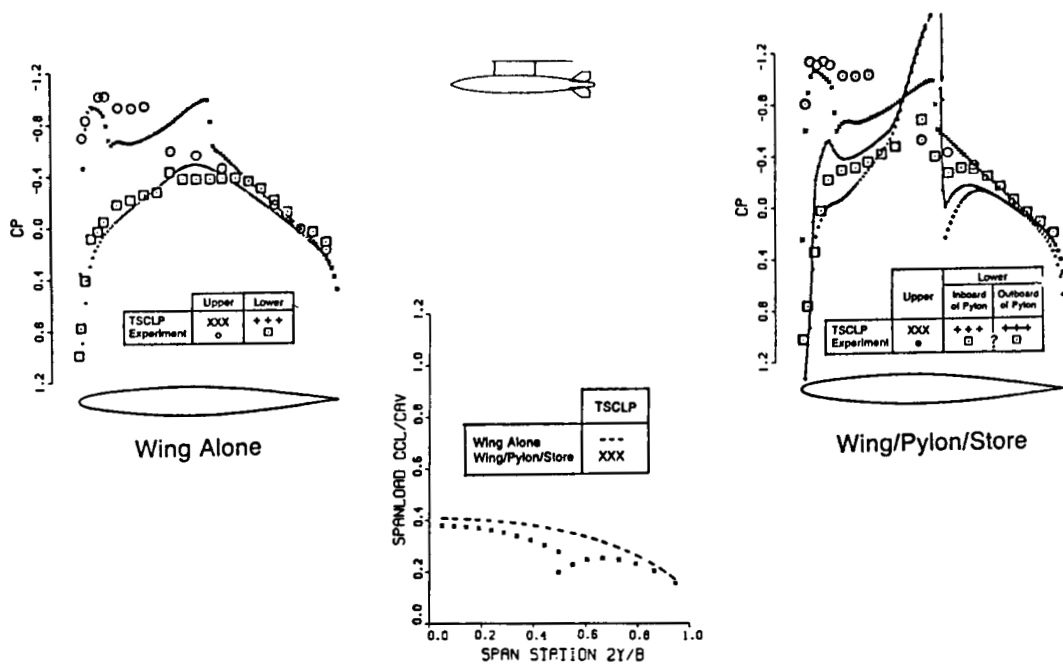 -1.2
-0.8
-0.4
0.0
0.4
0.8
1.2
CP
Upper Lower
TSCLP XXX +++
Experiment o ⊡
Wing Alone
-1.2
-0.8
-0.4
0.0
0.4
0.8
1.2
CP
Lower
Upper Inboard of Pylon Outboard of Pylon
TSCLP XXX +++ ++++
Experiment ⊡ ? ⊡
Wing/Pylon/Store
1.2
1.0
0.8
0.6
0.4
0.2
0.0
SPANLOAD CCL/CAV
TSCLP
Wing Alone ---
Wing/Pylon/Store XXX
0.0 0.2 0.4 0.6 0.8 1.0
SPAN STATION 2Y/B